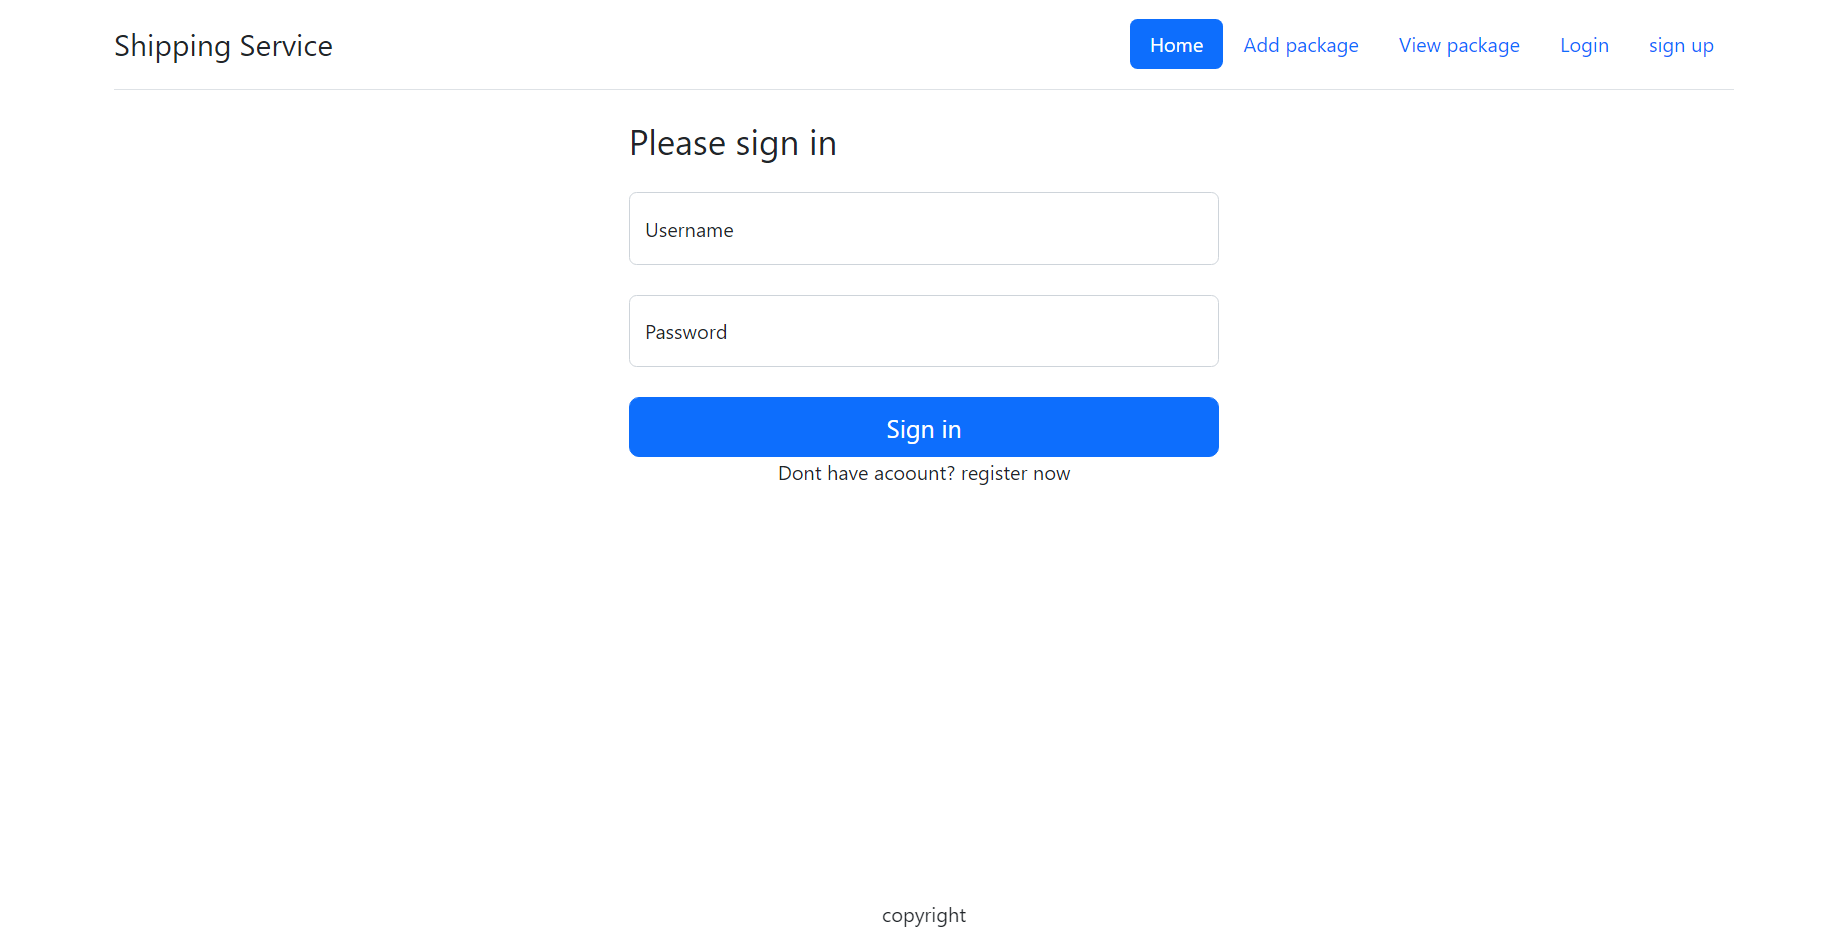 Shipping Service
Home Add package View package Login sign up
Please sign in
Username
Password
Sign in
Dont have acoount? register now
copyright